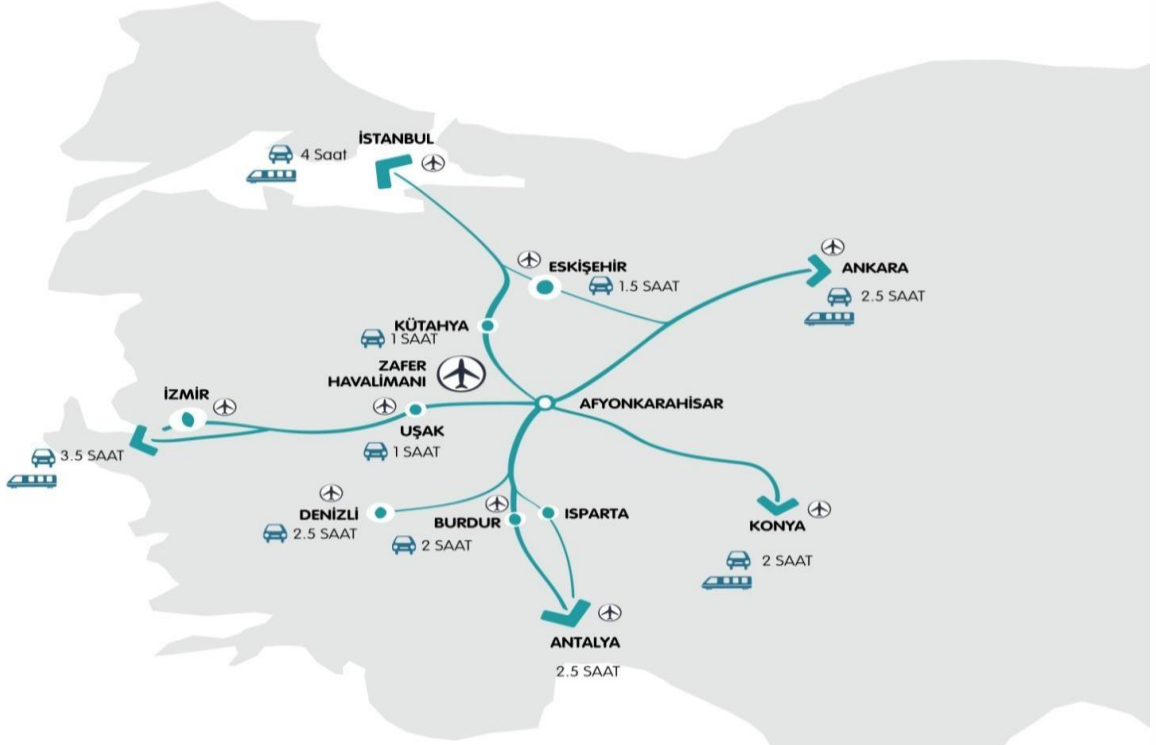 İSTANBUL
4 Saat
ESKİŞEHİR
1.5 SAAT
ANKARA
2.5 SAAT
KÜTAHYA
1 SAAT
ZAFER
HAVALİMANI
İZMİR
AFYONKARAHİSAR
UŞAK
1 SAAT
3.5 SAAT
DENİZLİ
2.5 SAAT
BURDUR
2 SAAT
ISPARTA
KONYA
2 SAAT
ANTALYA
2.5 SAAT